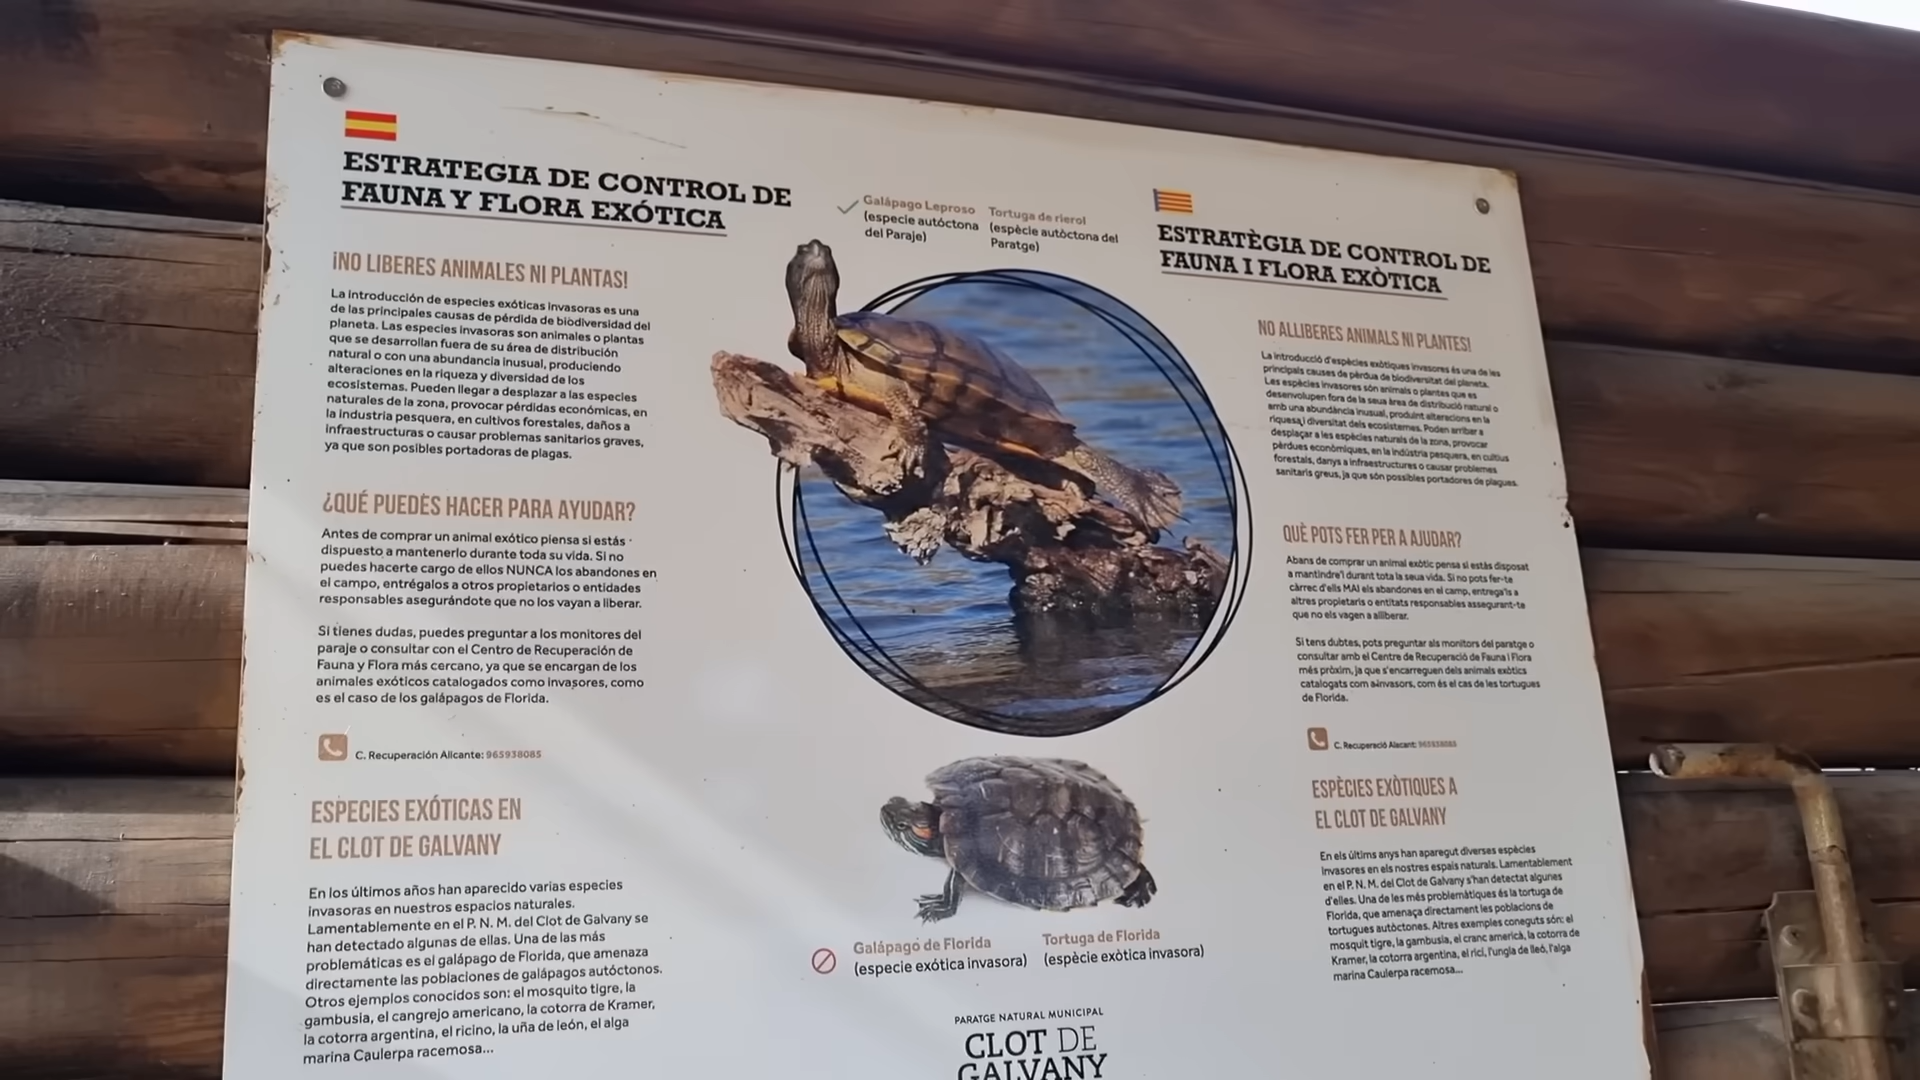 ESTRATEGIA DE CONTROL DE
FAUNA Y FLORA EXÓTICA
¡NO LIBERES ANIMALES NI PLANTAS!
La introducción de especies exóticas invasoras es una
de las principales causas de pérdida de biodiversidad del
planeta. Las especies invasoras son animales o plantas
que se desarrollan fuera de su área de distribución
natural o con una abundancia inusual, produciendo
alteraciones en la riqueza y diversidad de los
ecosistemas. Pueden llegar a desplazar a las especies
naturales de la zona, provocar pérdidas económicas, en
la industria pesquera, en cultivos forestales, daños a
infraestructuras o causar problemas sanitarios graves,
ya que son posibles portadoras de plagas.
¿QUÉ PUEDES HACER PARA AYUDAR?
Antes de comprar un animal exótico piensa si estás
dispuesto a mantenerlo durante toda su vida. Si no
puedes hacerte cargo de ellos NUNCA los abandones en
el campo, entrégalos a otros propietarios o entidades
responsables asegurándote que no los vayan a liberar.
Si tienes dudas, puedes preguntar a los monitores del
paraje o consultar con el Centro de Recuperación de
Fauna y Flora más cercano, ya que se encargan de los
animales exóticos catalogados como invasores, como
es el caso de los galápagos de Florida.
C. Recuperación Alicante: 965938085
ESPECIES EXÓTICAS EN
EL CLOT DE GALVANY
En los últimos años han aparecido varias especies
invasoras en nuestros espacios naturales.
Lamentablemente en el P. N. M. del Clot de Galvany se
han detectado algunas de ellas. Una de las más
problemáticas es el galápago de Florida, que amenaza
directamente las poblaciones de galápagos autóctonos.
Otros ejemplos conocidos son: el mosquito tigre, la
gambusia, el cangrejo americano, la cotorra de Kramer,
la cotorra argentina, el ricino, la uña de león, el alga
marina Caulerpa racemosa...
Galápago Leproso
(especie autóctona
del Paraje)
Tortuga de rierol
(espècie autòctona del
Paratge)
Galápago de Florida
(especie exótica invasora)
Tortuga de Florida
(espècie exòtica invasora)
PARATGE NATURAL MUNICIPAL
CLOT DE
GALVANY
ESTRATÈGIA DE CONTROL DE
FAUNA I FLORA EXÒTICA
NO ALLIBERES ANIMALS NI PLANTES!
La introducció d'espècies exòtiques invasores és una de les
principals causes de pèrdua de biodiversitat del planeta.
Les espècies invasores són animals o plantes que es
desenvolupen fora de la seua àrea de distribució natural o
amb una abundància inusual, produint alteracions en la
riquesa i diversitat dels ecosistemes. Poden arribar a
desplaçar a les espècies naturals de la zona, provocar
pèrdues econòmiques, en la indústria pesquera, en cultius
forestals, danys a infraestructures o causar problemes
sanitaris greus, ja que són possibles portadores de plagues.
QUÈ POTS FER PER A AJUDAR?
Abans de comprar un animal exòtic pensa si estàs disposat
a mantindre'l durant tota la seua vida. Si no pots fer-te
càrrec d'ells MAI els abandones en el camp, entrega'ls a
altres propietaris o entitats responsables assegurant-te
que no els vagen a alliberar.
Si tens dubtes, pots preguntar als monitors del paratge o
consultar amb el Centre de Recuperació de Fauna i Flora
més pròxim, ja que s'encarreguen dels animals exòtics
catalogats com a invasors, com és el cas de les tortugues
de Florida.
C. Recuperació Alacant: 965938085
ESPÈCIES EXÒTIQUES A
EL CLOT DE GALVANY
En els últims anys han aparegut diverses espècies
invasores en els nostres espais naturals. Lamentablement
en el P. N. M. del Clot de Galvany s'han detectat algunes
d'elles. Una de les més problemàtiques és la tortuga de
Florida, que amenaça directament les poblacions de
tortugues autòctones. Altres exemples coneguts són: el
mosquit tigre, la gambusia, el cranc americà, la cotorra de
Kramer, la cotorra argentina, el rici, l'ungla de lleó, l'alga
marina Caulerpa racemosa...